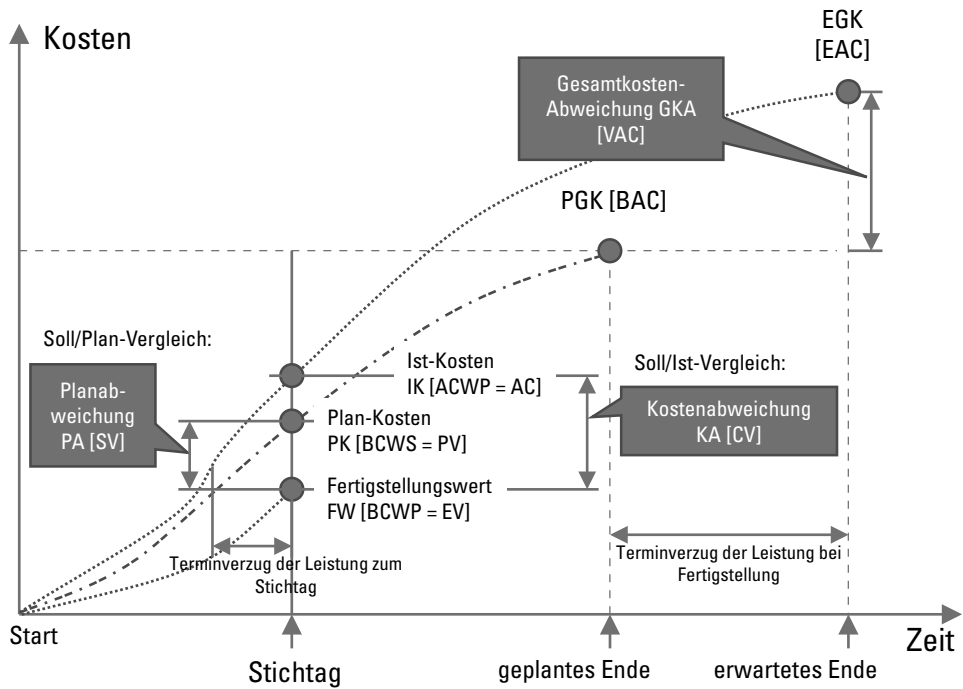 Kosten
EGK
[EAC]
Gesamtkosten-
Abweichung GKA
[VAC]
PGK [BAC]
Soll/Plan-Vergleich:
Planab-
weichung
PA [SV]
Ist-Kosten
IK [ACWP = AC]
Plan-Kosten
PK [BCWS = PV]
Fertigstellungswert
FW [BCWP = EV]
Soll/Ist-Vergleich:
Kostenabweichung
KA [CV]
Terminverzug der Leistung zum
Stichtag
Terminverzug der Leistung bei
Fertigstellung
Start
Zeit
Stichtag
geplantes Ende
erwartetes Ende